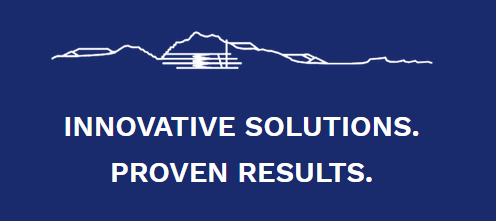 INNOVATIVE SOLUTIONS.
PROVEN RESULTS.